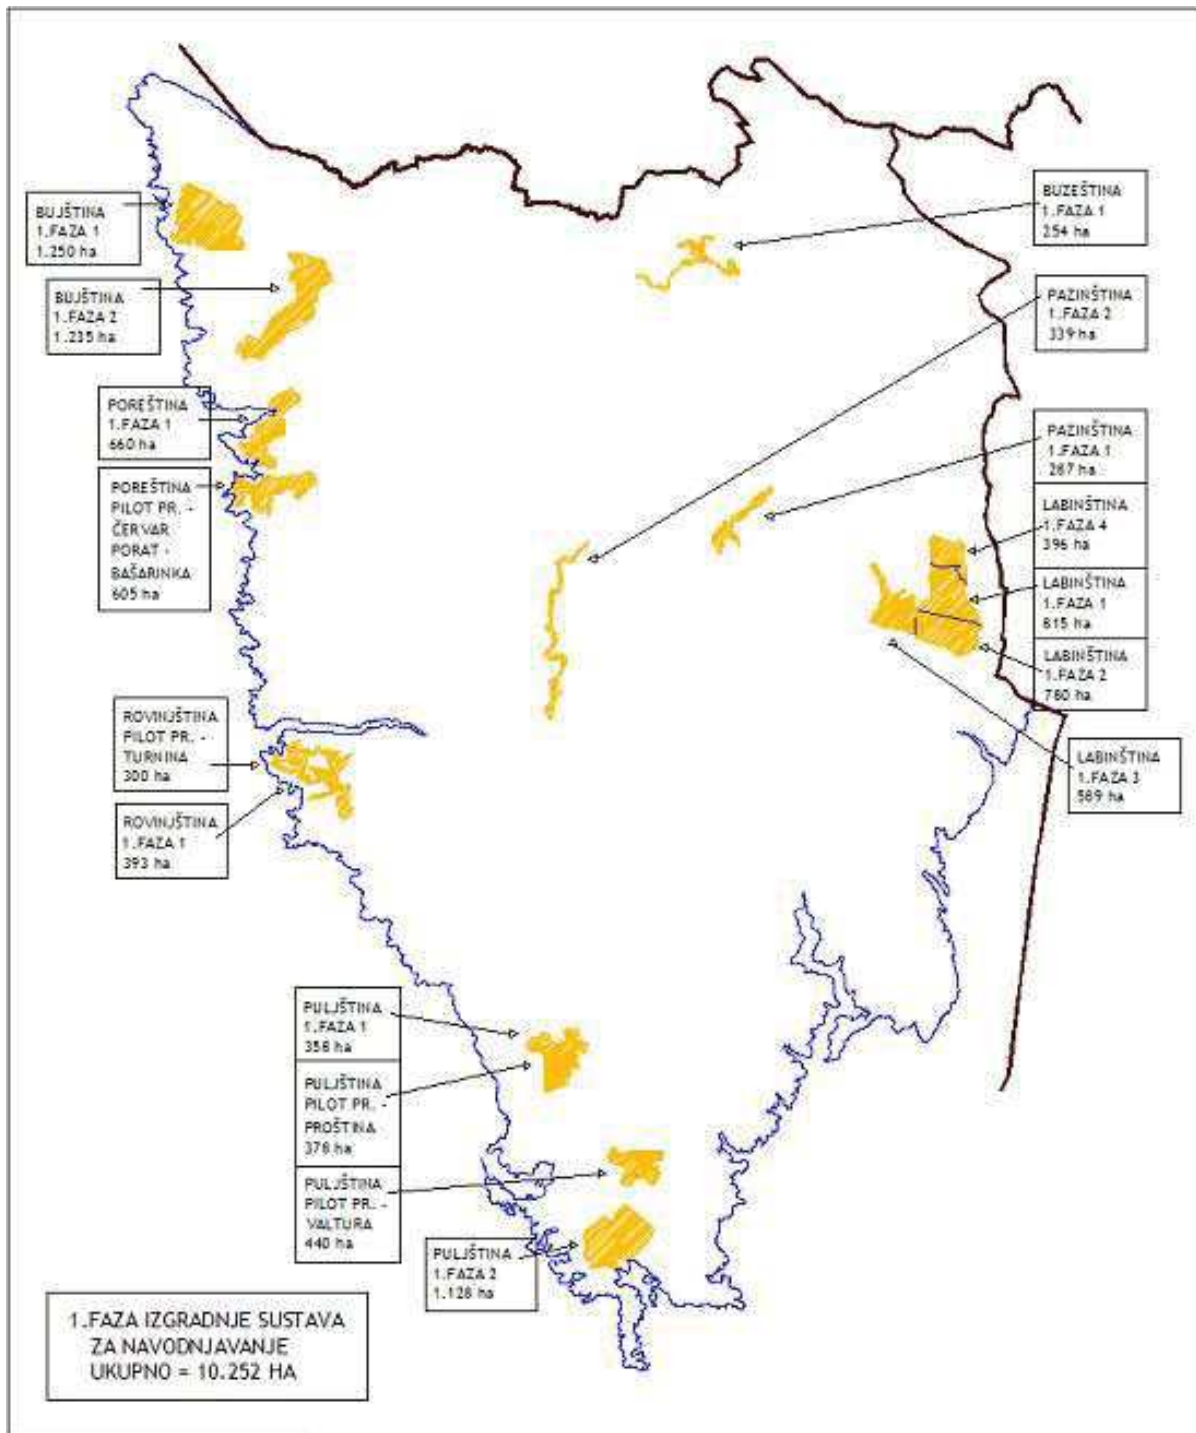 BUJŠTINA
1.FAZA 1
1.250 ha
BUJŠTINA
1.FAZA 2
1.235 ha
POREŠTINA
1.FAZA 1
660 ha
POREŠTINA
PILOT PR. -
ČERVAR
PORAT -
BAŠARINKA
605 ha
ROVINJŠTINA
PILOT PR. -
TURNINA
300 ha
ROVINJŠTINA
1.FAZA 1
393 ha
PULJŠTINA
1.FAZA 1
358 ha
PULJŠTINA
PILOT PR. -
PROŠTINA
378 ha
PULJŠTINA
PILOT PR. -
VALTURA
440 ha
PULJŠTINA
1.FAZA 2
1.128 ha
BUZEŠTINA
1.FAZA 1
254 ha
PAZINŠTINA
1.FAZA 2
339 ha
PAZINŠTINA
1.FAZA 1
287 ha
LABINŠTINA
1.FAZA 4
396 ha
LABINŠTINA
1.FAZA 1
815 ha
LABINŠTINA
1.FAZA 2
780 ha
LABINŠTINA
1.FAZA 3
589 ha
1.FAZA IZGRADNJE SUSTAVA
ZA NAVODNJAVANJE
UKUPNO = 10.252 HA